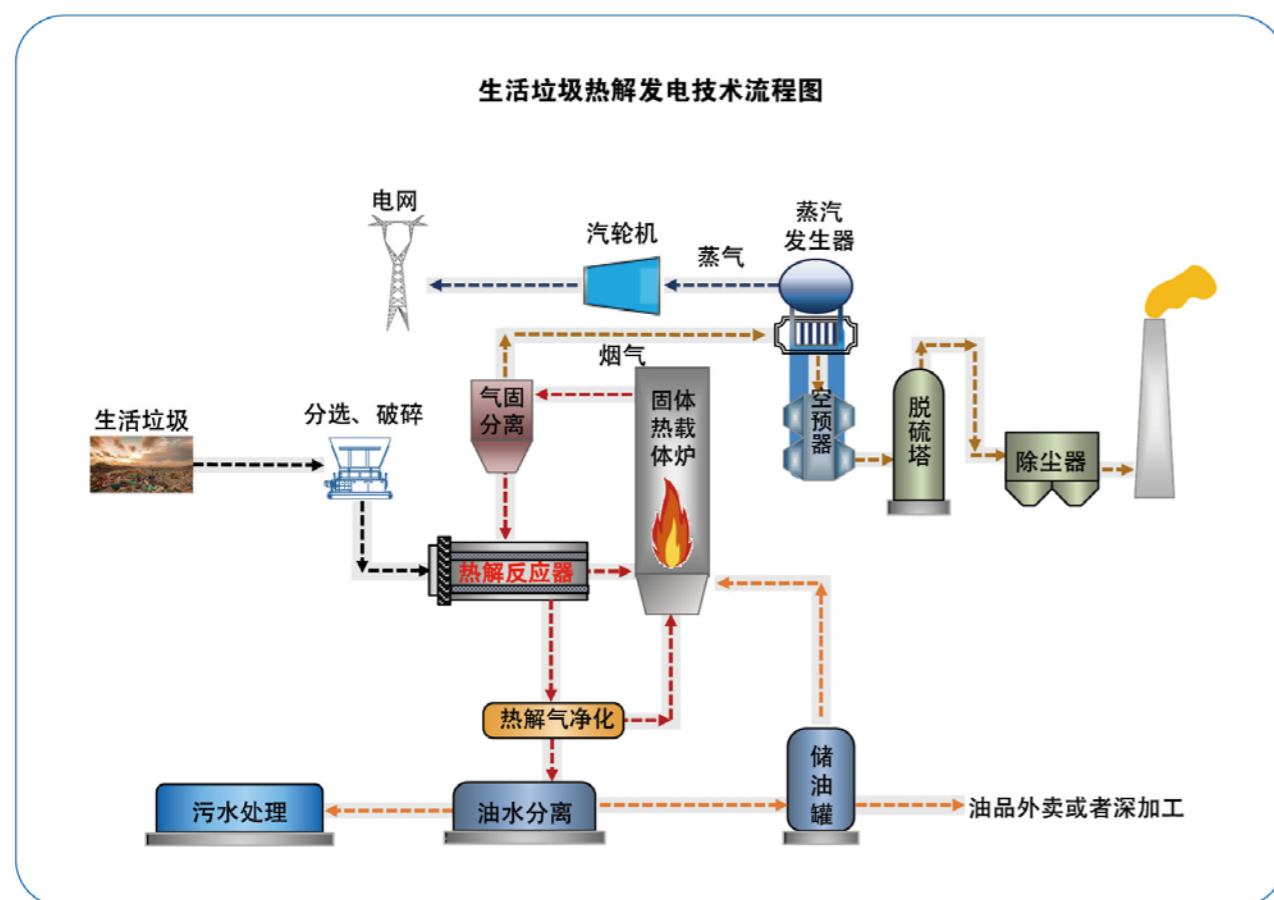 生活垃圾热解发电技术流程图
电网
汽轮机
蒸气
蒸汽
发生器
烟气
生活垃圾
分选、破碎
气固
分离
固体
热载
体炉
空
预
器
脱
硫
塔
除尘器
热解反应器
热解气净化
储
油
罐
污水处理
油水分离
油品外卖或者深加工